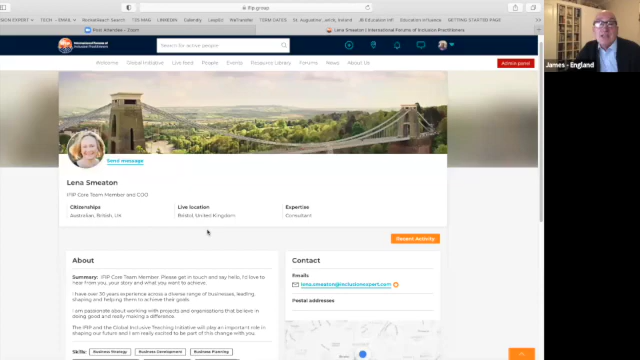 ifip.group
Post Attendee - Zoom
Lena Smeaton | International Forums of Inclusion Practitioners
International Forums of
Inclusion Practitioners
Search for active people
Welcome Global Initiative Live feed People Events Resource Library Forums News About Us
Admin panel
James - England
Send message
Lena Smeaton
IFIP Core Team Member and COO
Citizenships Live location Expertise
Australian, British, UK Bristol, United Kingdom Consultant
Recent Activity
About
Summary: IFIP Core Team Member. Please get in touch and say hello, I'd love to
hear from you, your story and what you want to achieve.
I have over 30 years experience across a diverse range of businesses, leading,
shaping and helping them to achieve their goals.
I am passionate about working with projects and organisations that believe in
doing good and really making a difference.
The IFIP and the Global Inclusive Teaching Initiative will play an important role in
shaping our future and I am really excited to be part of this change with you.
Skills: Business Strategy Business Development Business Planning
Contact
Emails
lena.smeaton@inclusionexpert.com
Postal addresses